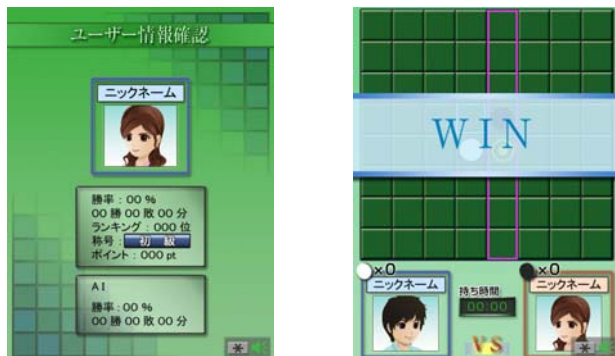 ユーザー情報確認
ニックネーム
勝率：00 %
00 勝 00 敗 00 分
ランキング：000 位
称号： 初 級
ポイント：000 pt
AI
勝率：00 %
00 勝 00 敗 00 分
*
WIN
×0
ニックネーム
持ち時間
00:00
VS
×0
ニックネーム
*